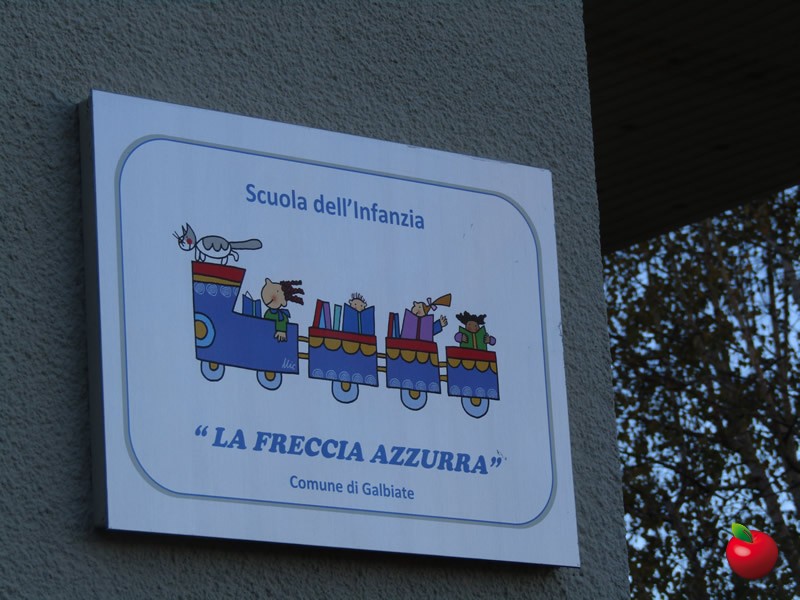 Scuola dell'Infanzia
“LA FRECCIA AZZURRA”
Comune di Galbiate